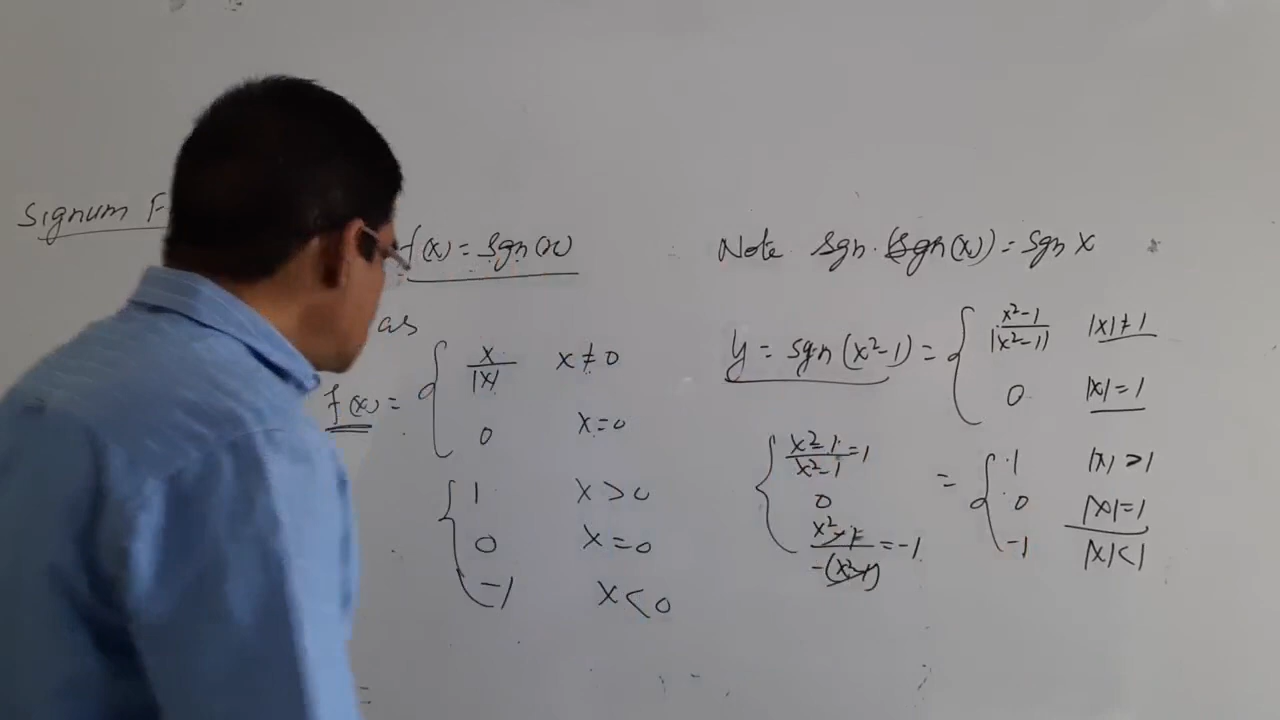 Signum F
f(x) = sgn(x)
as
f(x) = { x/|x| x ≠ 0
0 x = 0
{ 1 x > 0
0 x = 0
-1 x < 0
=
Note sgn.(sgn(x)) = sgn x
y = sgn(x²-1) = { x²-1/|x²-1| |x| ≠ 1
0 |x| = 1
{ x²-1/x²-1 = 1
0
x²-1/-(x²-1) = -1
= { 1 |x| > 1
0 |x| = 1
-1 |x| < 1